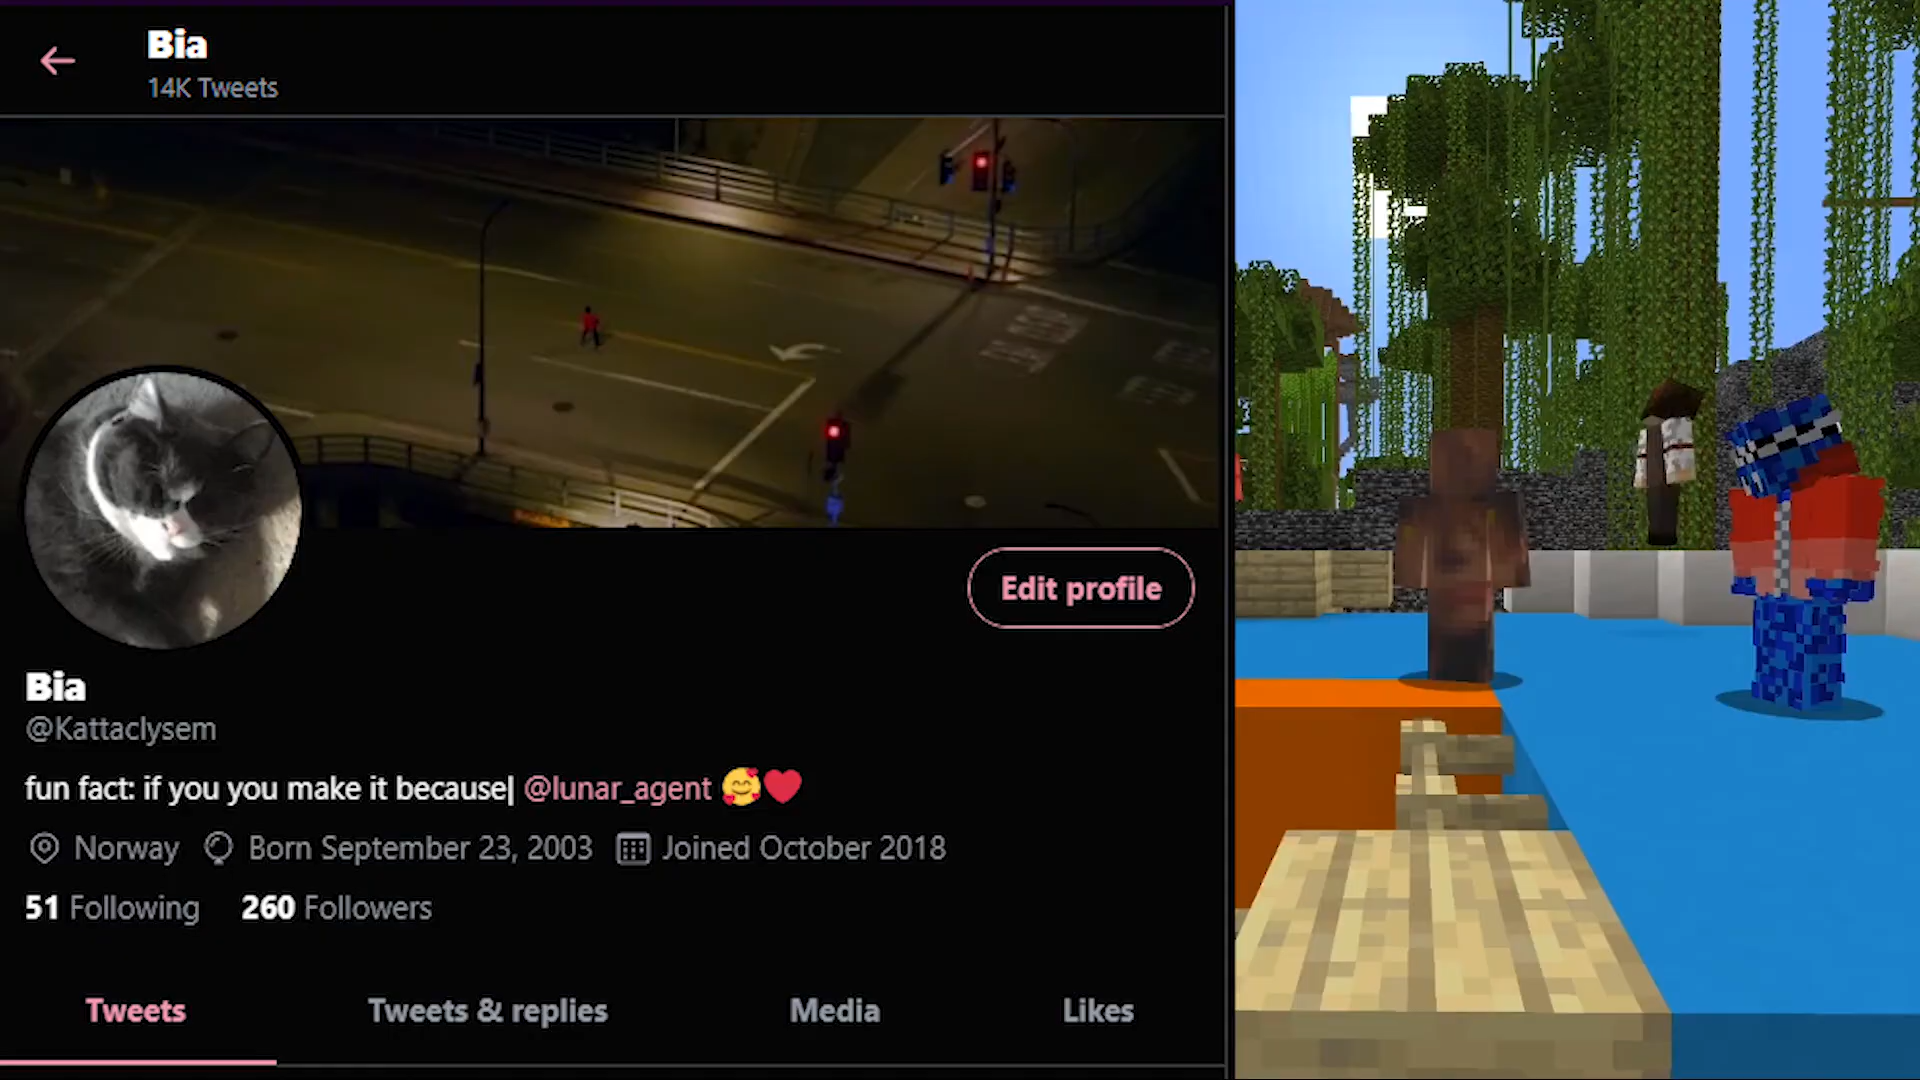 Bia
14K Tweets
Edit profile
Bia
@Kattaclysem
fun fact: if you you make it because| @lunar_agent 🥰❤️
Norway Born September 23, 2003 Joined October 2018
51 Following 260 Followers
Tweets Tweets & replies Media Likes